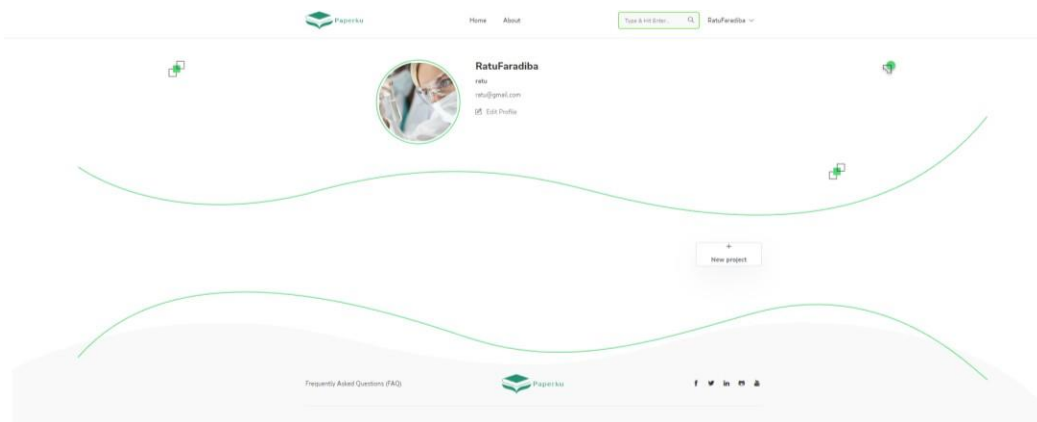 Paperku
Home About
Type & Hit Enter..
RatuFaradiba
RatuFaradiba
ratu
ratu@gmail.com
Edit Profile
+
New project
Frequently Asked Questions (FAQ)
Paperku